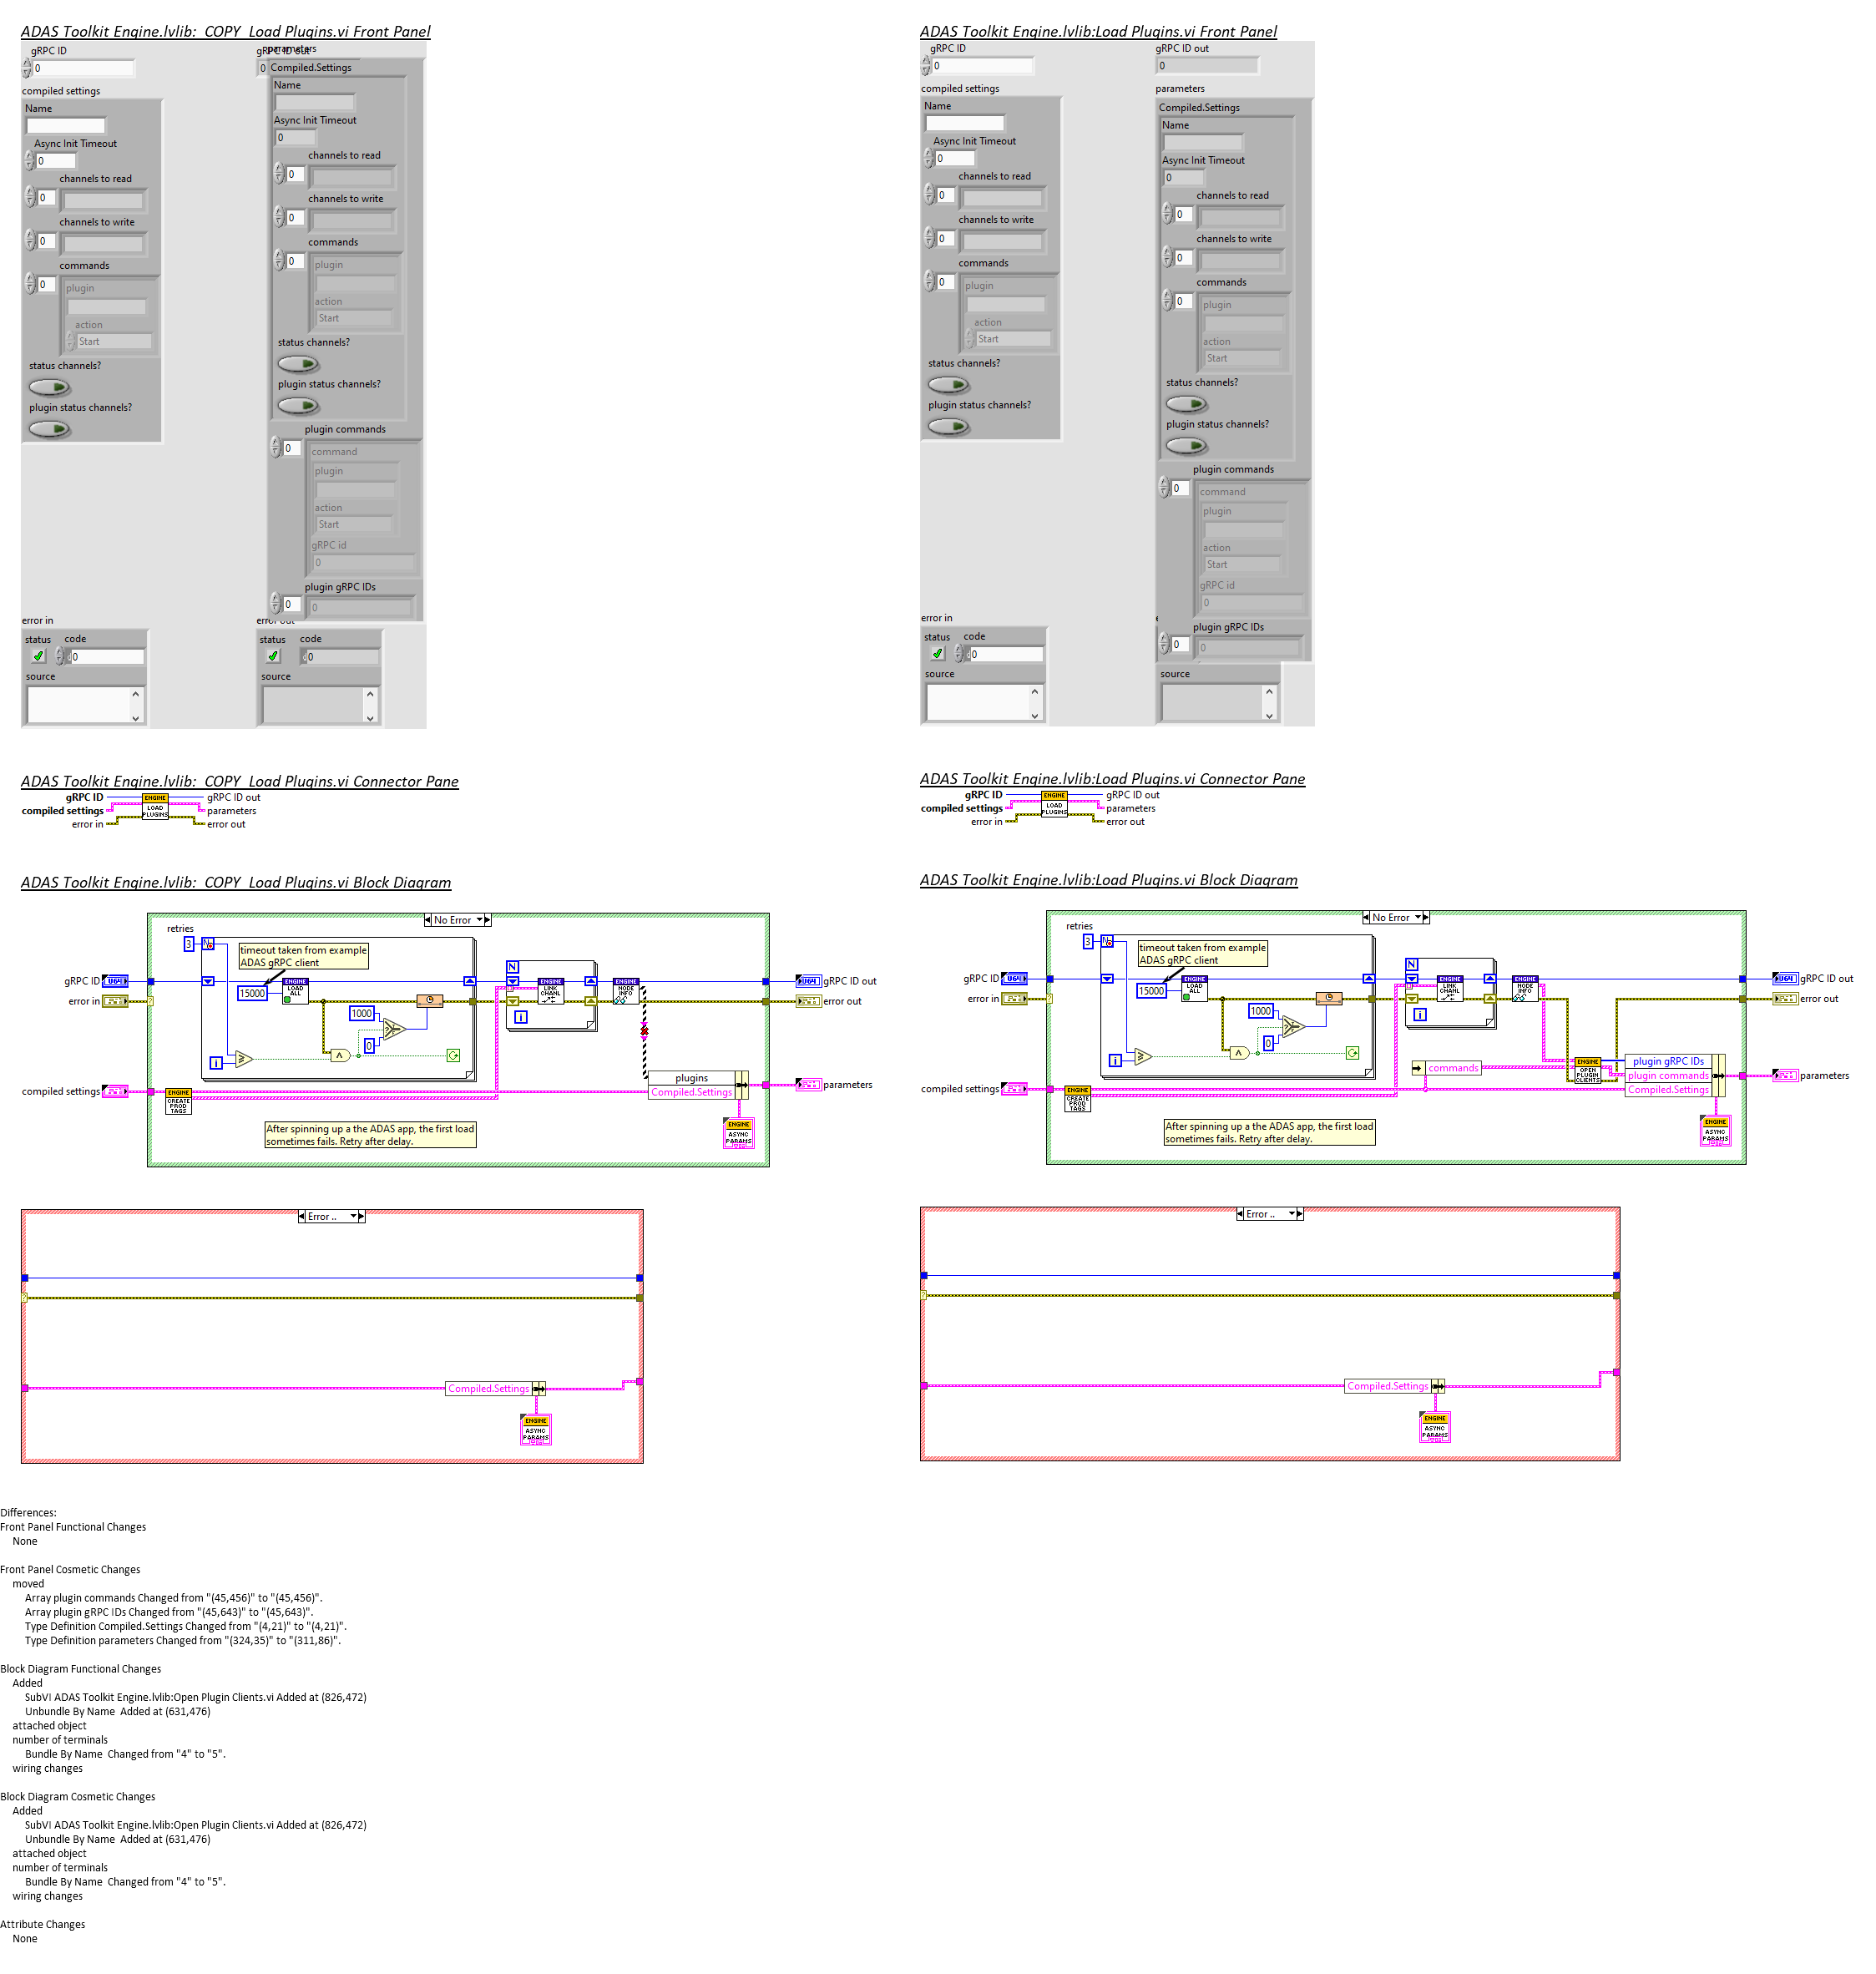 ADAS Toolkit Engine.lvlib: COPY Load Plugins.vi Front Panel
gRPC ID
0
compiled settings
Name
Async Init Timeout
0
channels to read
0
channels to write
0
commands
0
plugin
action
Start
status channels?
plugin status channels?
error in
status
code
0
source
gRPC ID out
parameters
0
Compiled.Settings
Name
Async Init Timeout
0
channels to read
0
channels to write
0
commands
0
plugin
action
Start
status channels?
plugin status channels?
plugin commands
0
command
plugin
action
Start
gRPC id
0
plugin gRPC IDs
0
0
error out
status
code
0
source
ADAS Toolkit Engine.lvlib:Load Plugins.vi Front Panel
gRPC ID
0
compiled settings
Name
Async Init Timeout
0
channels to read
0
channels to write
0
commands
0
plugin
action
Start
status channels?
plugin status channels?
error in
status
code
0
source
gRPC ID out
0
parameters
Compiled.Settings
Name
Async Init Timeout
0
channels to read
0
channels to write
0
commands
0
plugin
action
Start
status channels?
plugin status channels?
plugin commands
0
command
plugin
action
Start
gRPC id
0
plugin gRPC IDs
0
0
source
ADAS Toolkit Engine.lvlib: COPY Load Plugins.vi Connector Pane
gRPC ID
compiled settings
error in
ENGINE
LOAD
PLUGINS
gRPC ID out
parameters
error out
ADAS Toolkit Engine.lvlib:Load Plugins.vi Connector Pane
gRPC ID
compiled settings
error in
ENGINE
LOAD
PLUGINS
gRPC ID out
parameters
error out
ADAS Toolkit Engine.lvlib: COPY Load Plugins.vi Block Diagram
No Error
retries
3
N
timeout taken from example
ADAS gRPC client
gRPC ID
error in
15000
ENGINE
LOAD
ALL
1000
0
i
N
ENGINE
LINK
CHANL
i
ENGINE
NODE
INFO
gRPC ID out
error out
compiled settings
ENGINE
CREATE
PROD
TAGS
plugins
Compiled.Settings
parameters
After spinning up a the ADAS app, the first load
sometimes fails. Retry after delay.
ENGINE
ASYNC
PARAMS
Error ..
Compiled.Settings
ENGINE
ASYNC
PARAMS
ADAS Toolkit Engine.lvlib:Load Plugins.vi Block Diagram
No Error
retries
3
N
timeout taken from example
ADAS gRPC client
gRPC ID
error in
15000
ENGINE
LOAD
ALL
1000
0
i
N
ENGINE
LINK
CHANL
i
ENGINE
NODE
INFO
gRPC ID out
error out
compiled settings
ENGINE
CREATE
PROD
TAGS
commands
ENGINE
OPEN
PLUGIN
CLIENTS
plugin gRPC IDs
plugin commands
Compiled.Settings
parameters
After spinning up a the ADAS app, the first load
sometimes fails. Retry after delay.
ENGINE
ASYNC
PARAMS
Error ..
Compiled.Settings
ENGINE
ASYNC
PARAMS
Differences:
Front Panel Functional Changes
None
Front Panel Cosmetic Changes
moved
Array plugin commands Changed from "(45,456)" to "(45,456)".
Array plugin gRPC IDs Changed from "(45,643)" to "(45,643)".
Type Definition Compiled.Settings Changed from "(4,21)" to "(4,21)".
Type Definition parameters Changed from "(324,35)" to "(311,86)".
Block Diagram Functional Changes
Added
SubVI ADAS Toolkit Engine.lvlib:Open Plugin Clients.vi Added at (826,472)
Unbundle By Name  Added at (631,476)
attached object
number of terminals
Bundle By Name  Changed from "4" to "5".
wiring changes
Block Diagram Cosmetic Changes
Added
SubVI ADAS Toolkit Engine.lvlib:Open Plugin Clients.vi Added at (826,472)
Unbundle By Name  Added at (631,476)
attached object
number of terminals
Bundle By Name  Changed from "4" to "5".
wiring changes
Attribute Changes
None